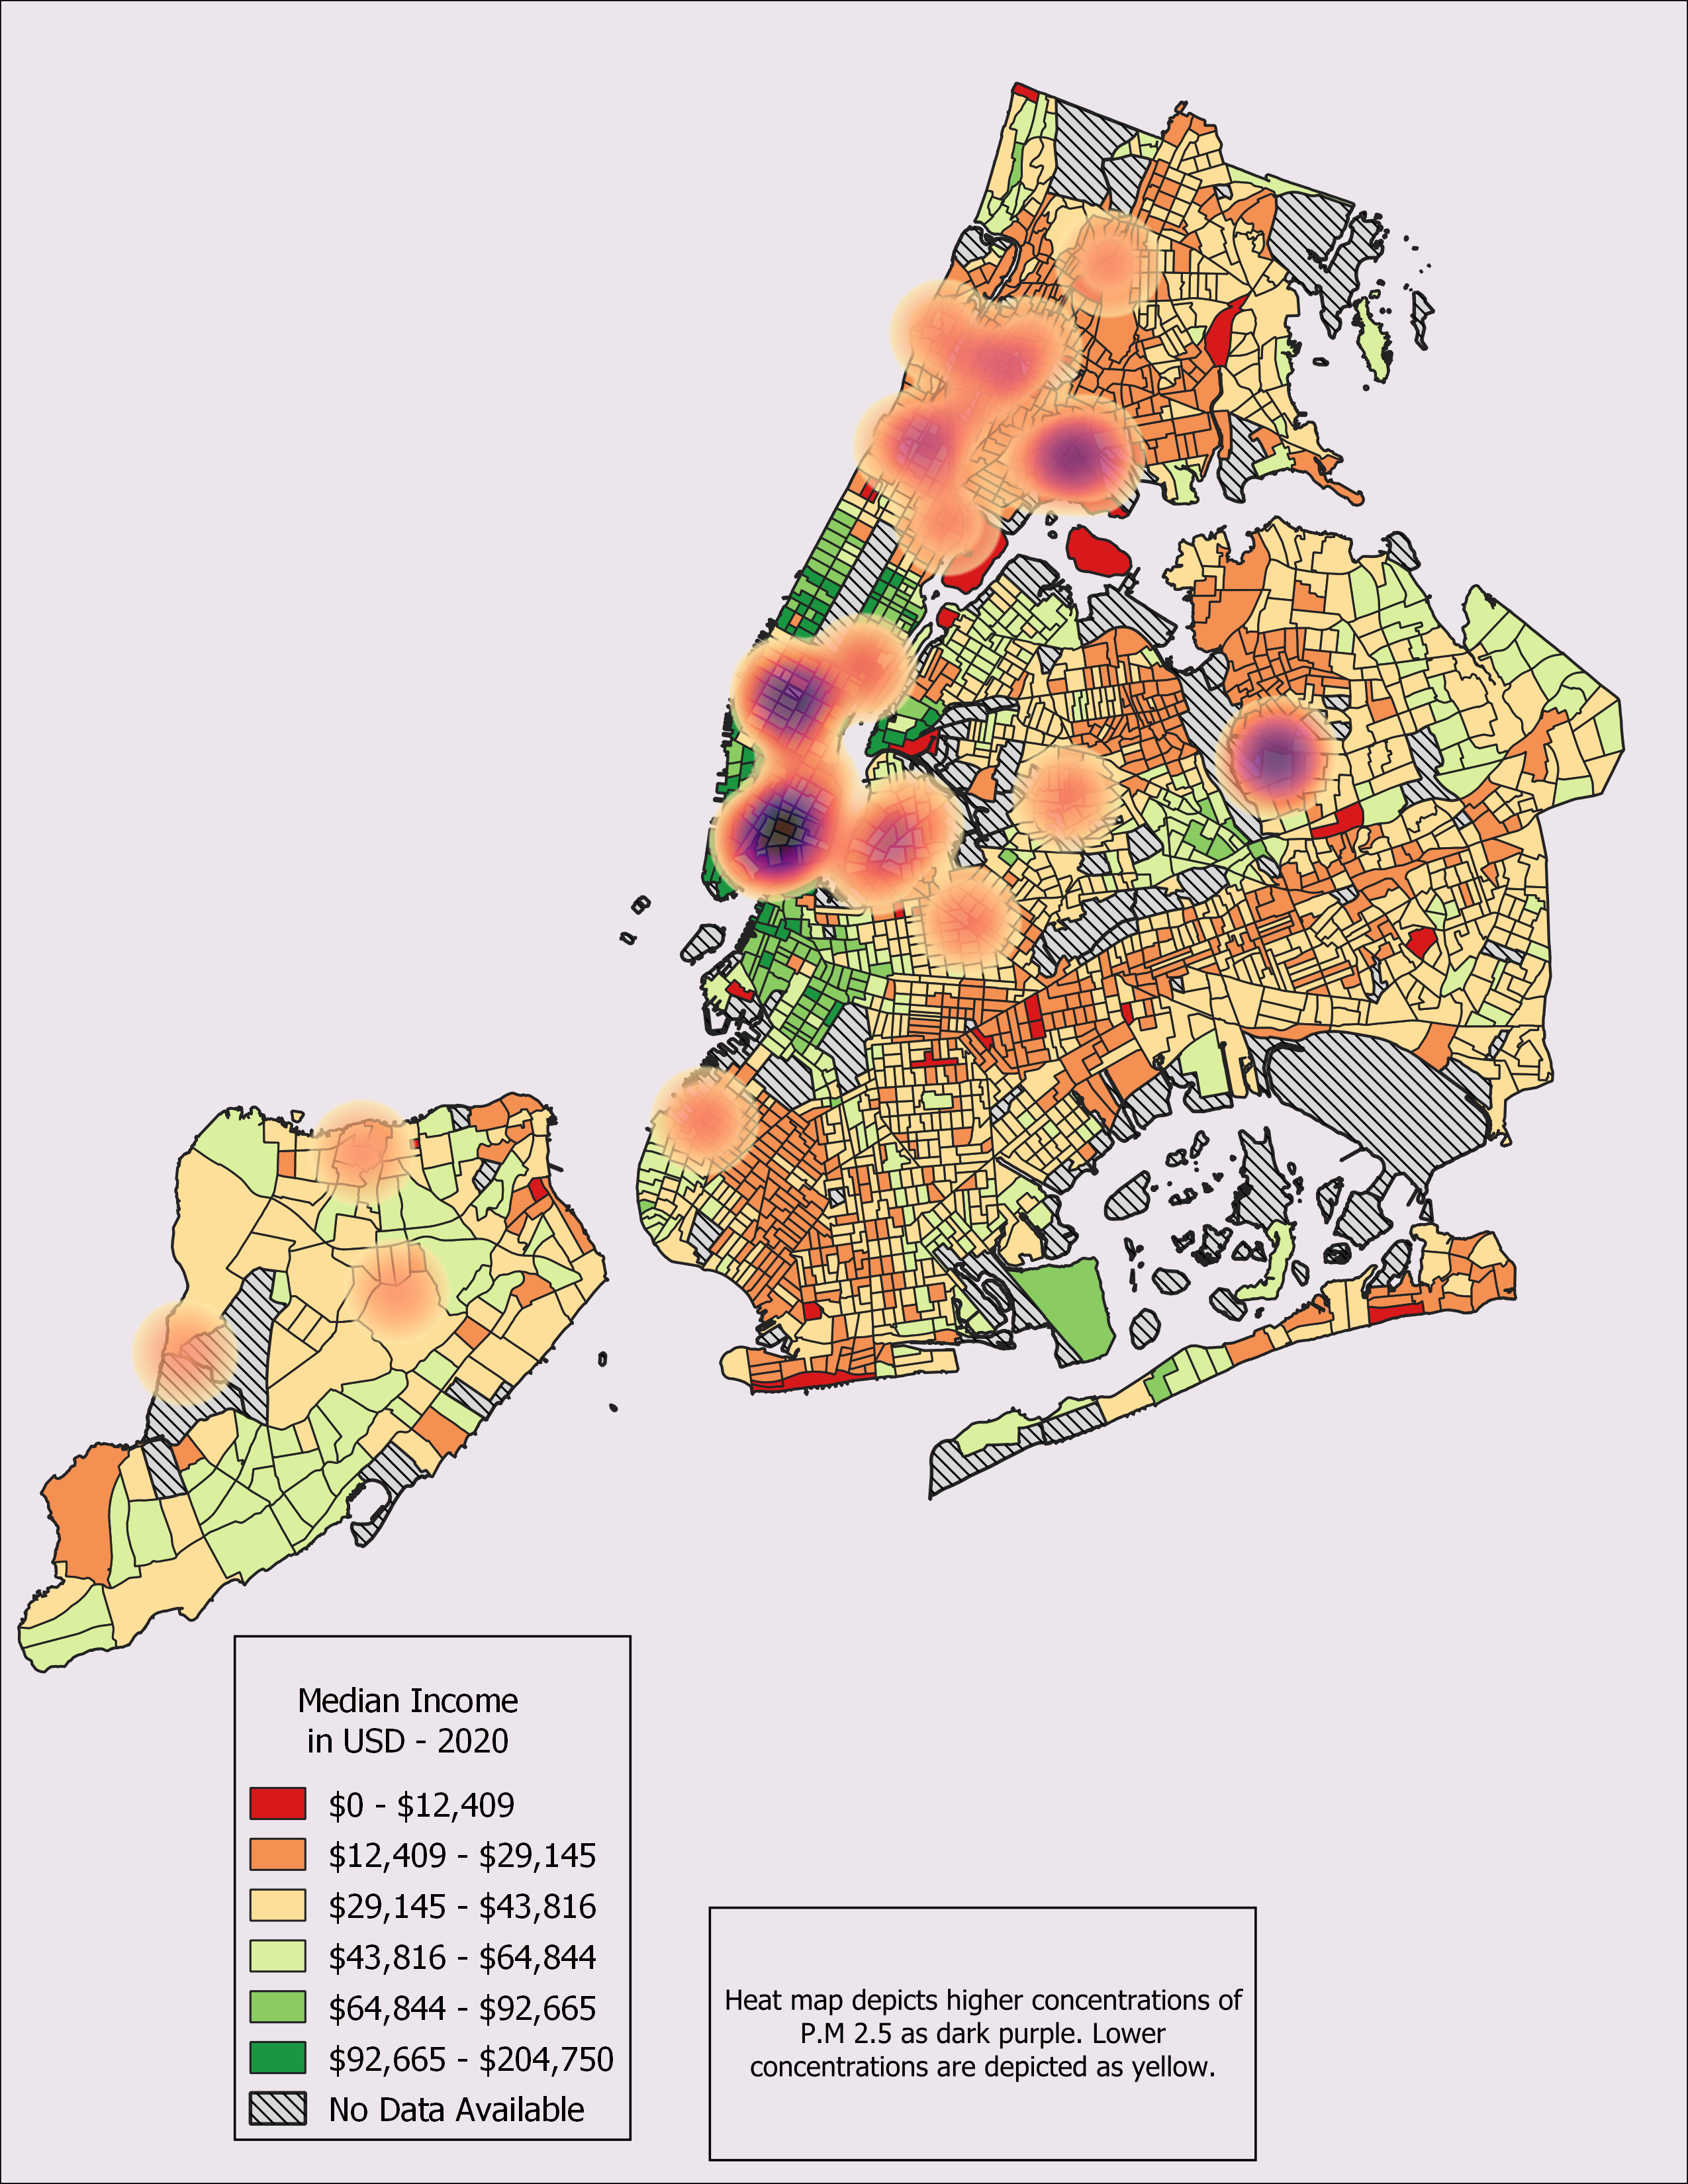 Median Income
in USD - 2020
$0 - $12,409
$12,409 - $29,145
$29,145 - $43,816
$43,816 - $64,844
$64,844 - $92,665
$92,665 - $204,750
No Data Available
Heat map depicts higher concentrations of
P.M 2.5 as dark purple. Lower
concentrations are depicted as yellow.